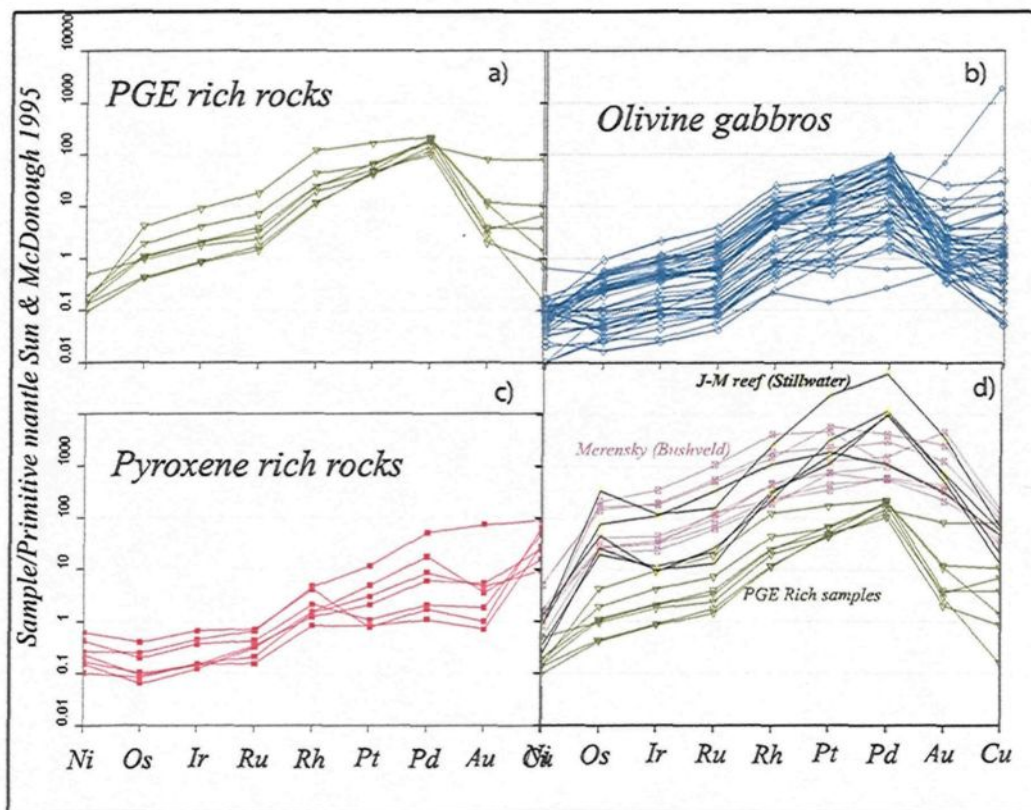 Sample/Primitive mantle Sun & McDonough 1995
10000
1000
100
10
1
0.1
0.01
a)
PGE rich rocks
b)
Olivine gabbros
1000
100
10
1
0.1
0.01
c)
Pyroxene rich rocks
d)
J-M reef (Stillwater)
Merensky (Bushveld)
PGE Rich samples
Ni Os Ir Ru Rh Pt Pd Au Os Ir Ru Rh Pt Pd Au Cu